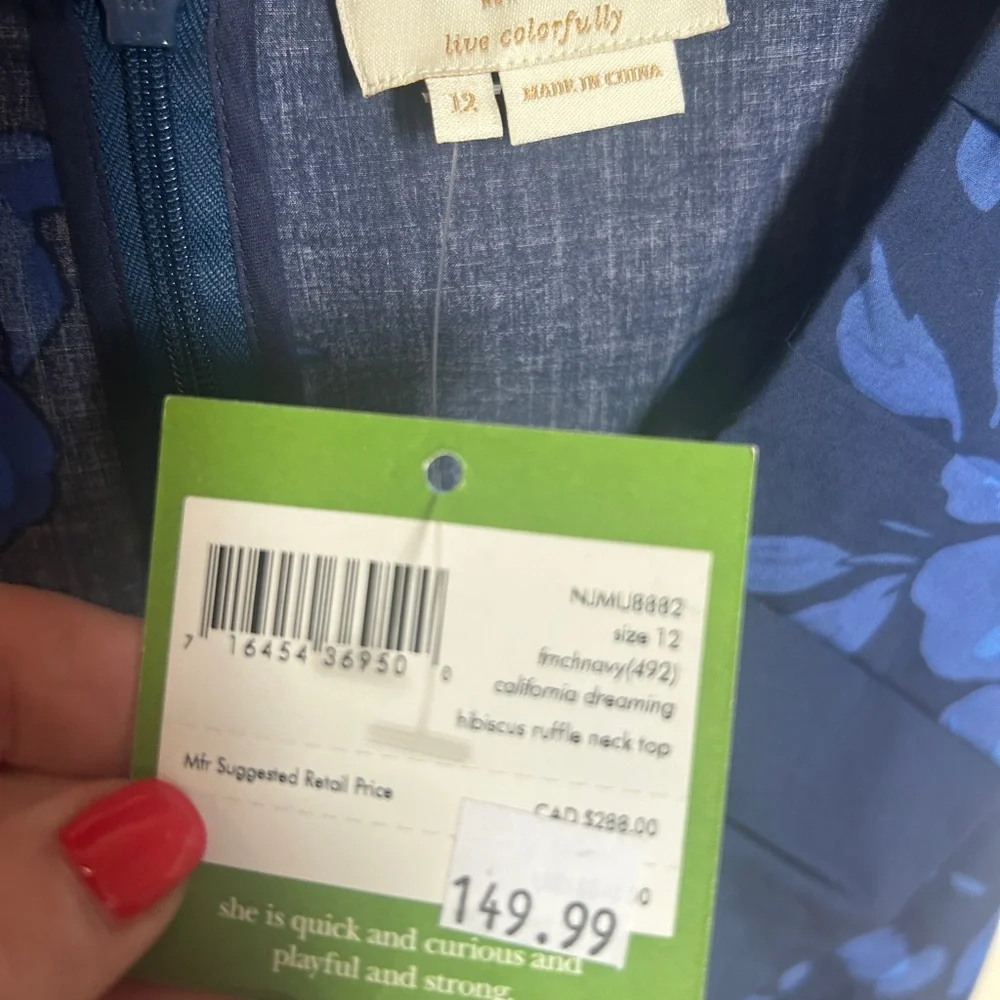 live colorfully
12
MADE IN CHINA
NJMU8882
size 12
frnchnavy(492)
california dreaming
hibiscus ruffle neck top
7 16454 36950 0
Mfr Suggested Retail Price
CAD $288.00
0
149.99
she is quick and curious and
playful and strong.